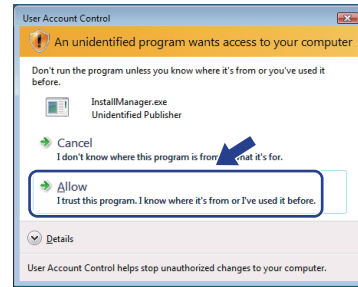 User Account Control
An unidentified program wants access to your computer
Don't run the program unless you know where it's from or you've used it
before.
InstallManager.exe
Unidentified Publisher
Cancel
I don't know where this program is from it's for.
Allow
I trust this program. I know where it's from or I've used it before.
Details
User Account Control helps stop unauthorized changes to your computer.